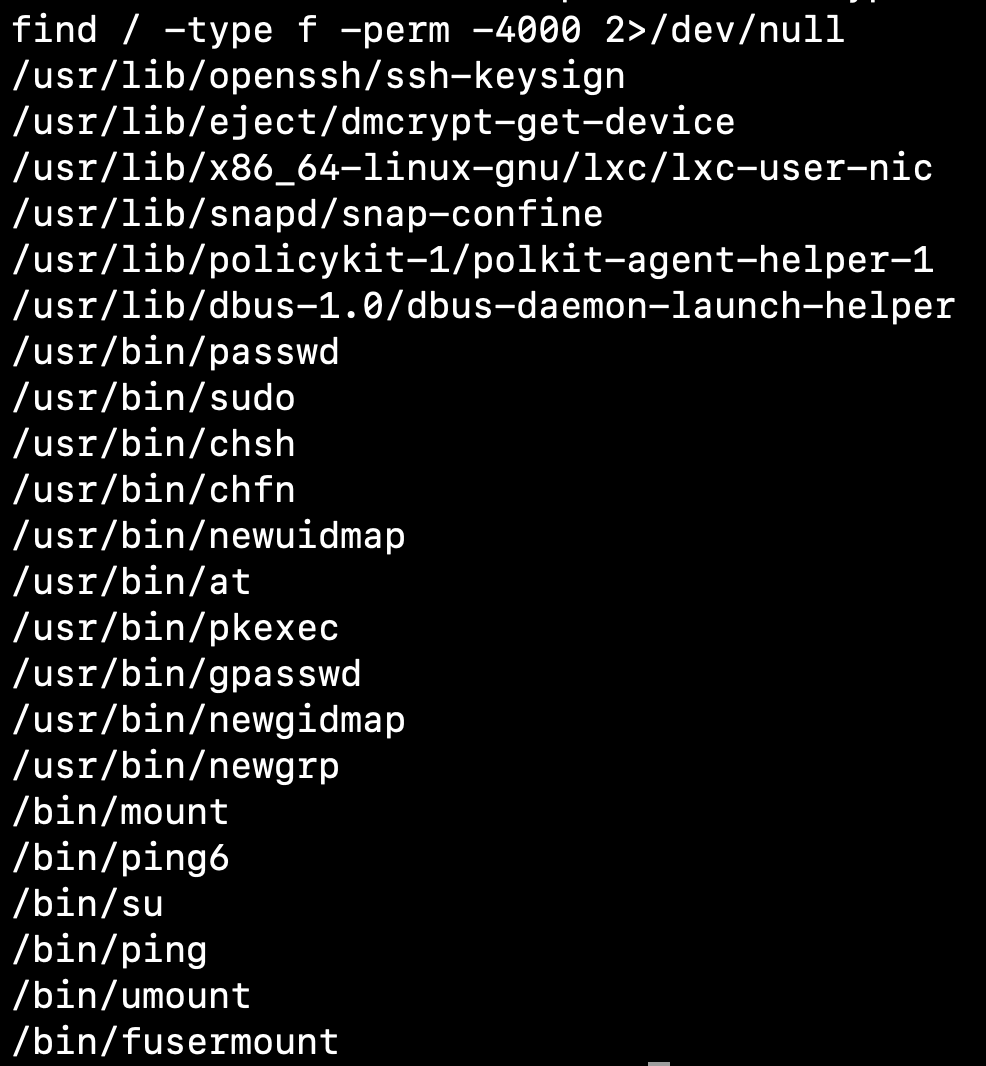 find / -type f -perm -4000 2>/dev/null
/usr/lib/openssh/ssh-keysign
/usr/lib/eject/dmcrypt-get-device
/usr/lib/x86_64-linux-gnu/lxc/lxc-user-nic
/usr/lib/snapd/snap-confine
/usr/lib/policykit-1/polkit-agent-helper-1
/usr/lib/dbus-1.0/dbus-daemon-launch-helper
/usr/bin/passwd
/usr/bin/sudo
/usr/bin/chsh
/usr/bin/chfn
/usr/bin/newuidmap
/usr/bin/at
/usr/bin/pkexec
/usr/bin/gpasswd
/usr/bin/newgidmap
/usr/bin/newgrp
/bin/mount
/bin/ping6
/bin/su
/bin/ping
/bin/umount
/bin/fusermount